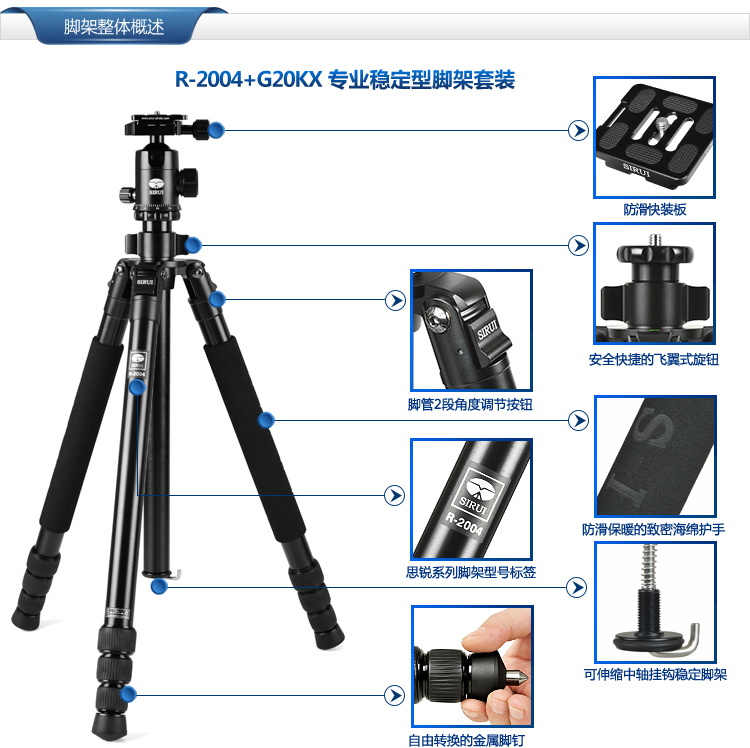 脚架整体概述
R-2004+G20KX 专业稳定型脚架套装
SIRUI
防滑快装板
SIRUI
SIRUI
安全快捷的飞翼式旋钮
SIRUI
脚管2段角度调节按钮
SIRUI
R-2004
S
I
防滑保暖的致密海绵护手
SIRUI
R-2004
思锐系列脚架型号标签
可伸缩中轴挂钩稳定脚架
自由转换的金属脚钉